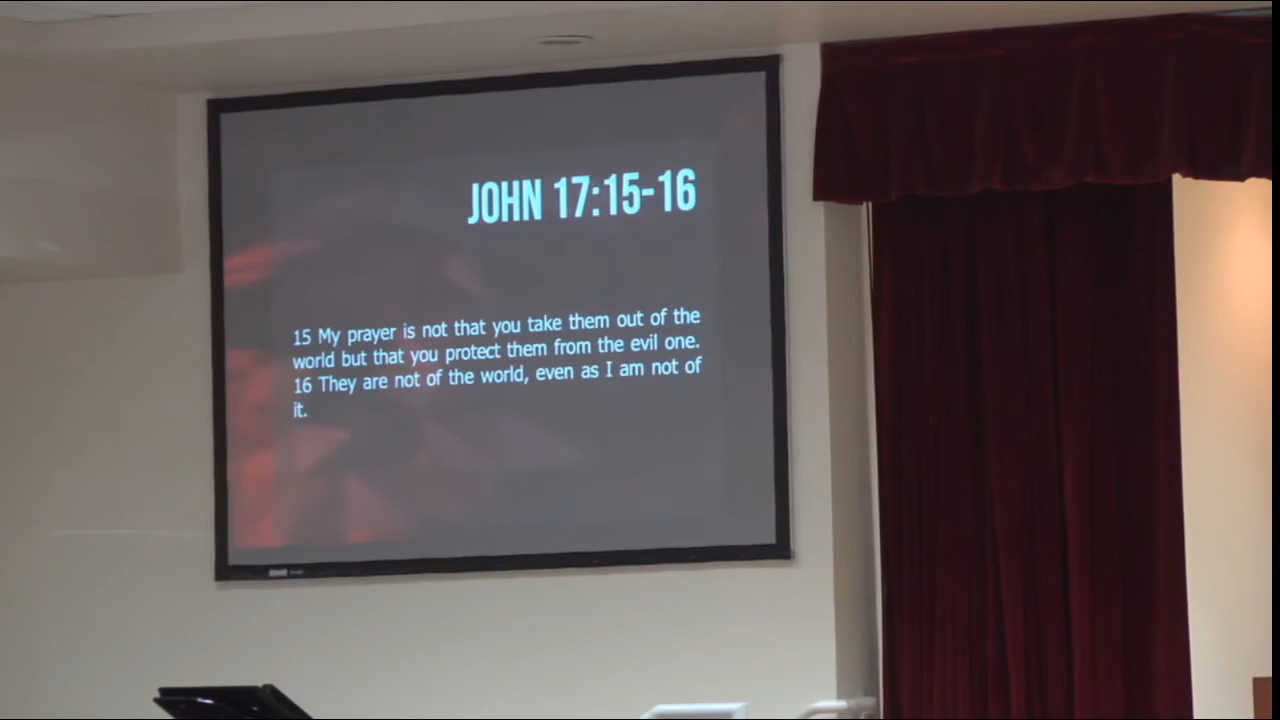 JOHN 17:15-16
15 My prayer is not that you take them out of the
world but that you protect them from the evil one.
16 They are not of the world, even as I am not of
it.